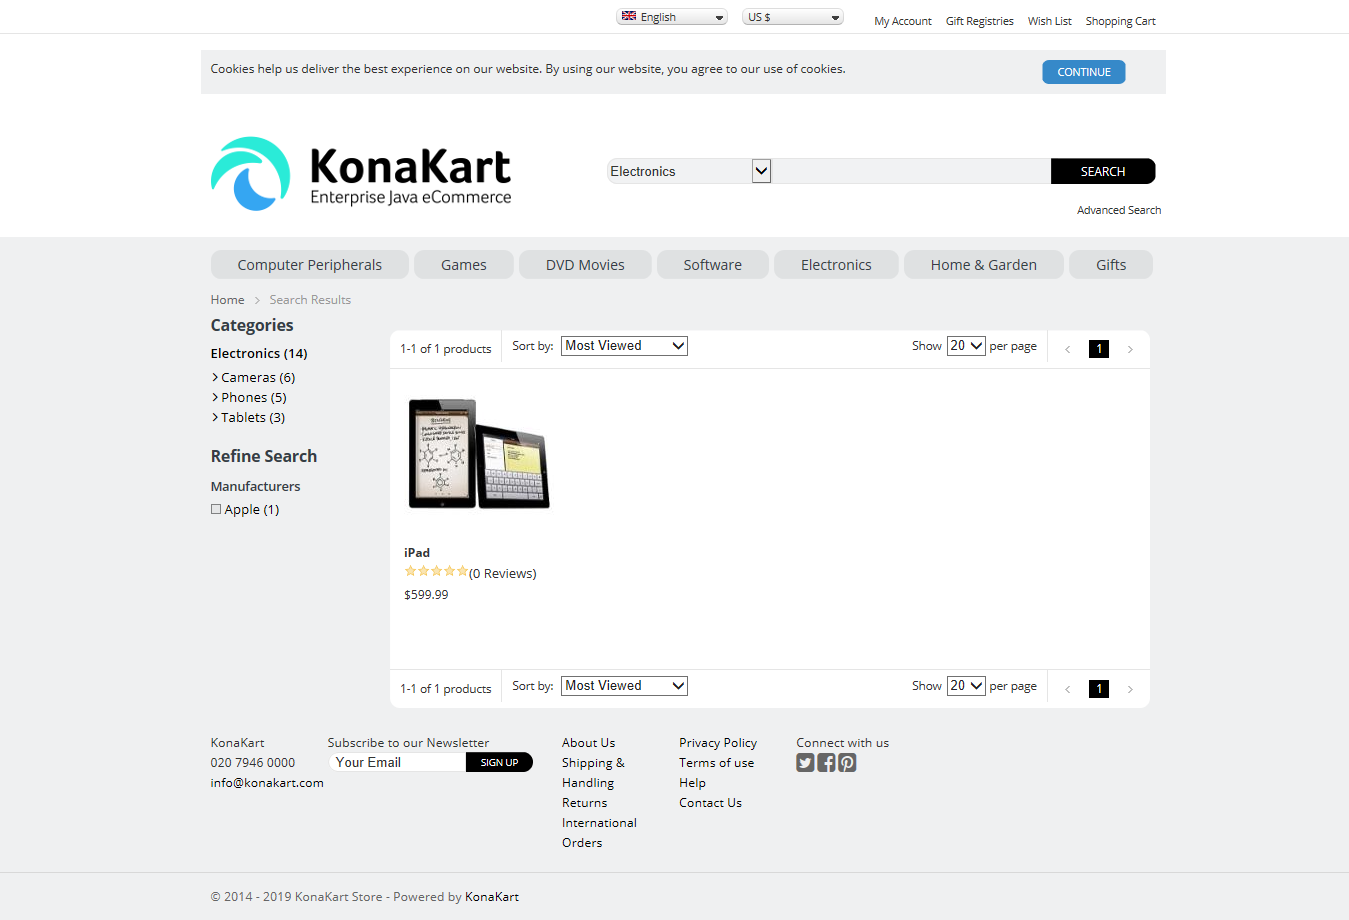 English
US $
My Account
Gift Registries
Wish List
Shopping Cart
Cookies help us deliver the best experience on our website. By using our website, you agree to our use of cookies.
CONTINUE
KonaKart
Enterprise Java eCommerce
Electronics
SEARCH
Advanced Search
Computer Peripherals
Games
DVD Movies
Software
Electronics
Home & Garden
Gifts
Home > Search Results
Categories
Electronics (14)
Cameras (6)
Phones (5)
Tablets (3)
Refine Search
Manufacturers
Apple (1)
1-1 of 1 products
Sort by: Most Viewed
Show 20 per page
< 1 >
iPad
(0 Reviews)
$599.99
1-1 of 1 products
Sort by: Most Viewed
Show 20 per page
< 1 >
KonaKart
020 7946 0000
info@konakart.com
Subscribe to our Newsletter
Your Email
SIGN UP
About Us
Shipping &
Handling
Returns
International
Orders
Privacy Policy
Terms of use
Help
Contact Us
Connect with us
© 2014 - 2019 KonaKart Store - Powered by KonaKart